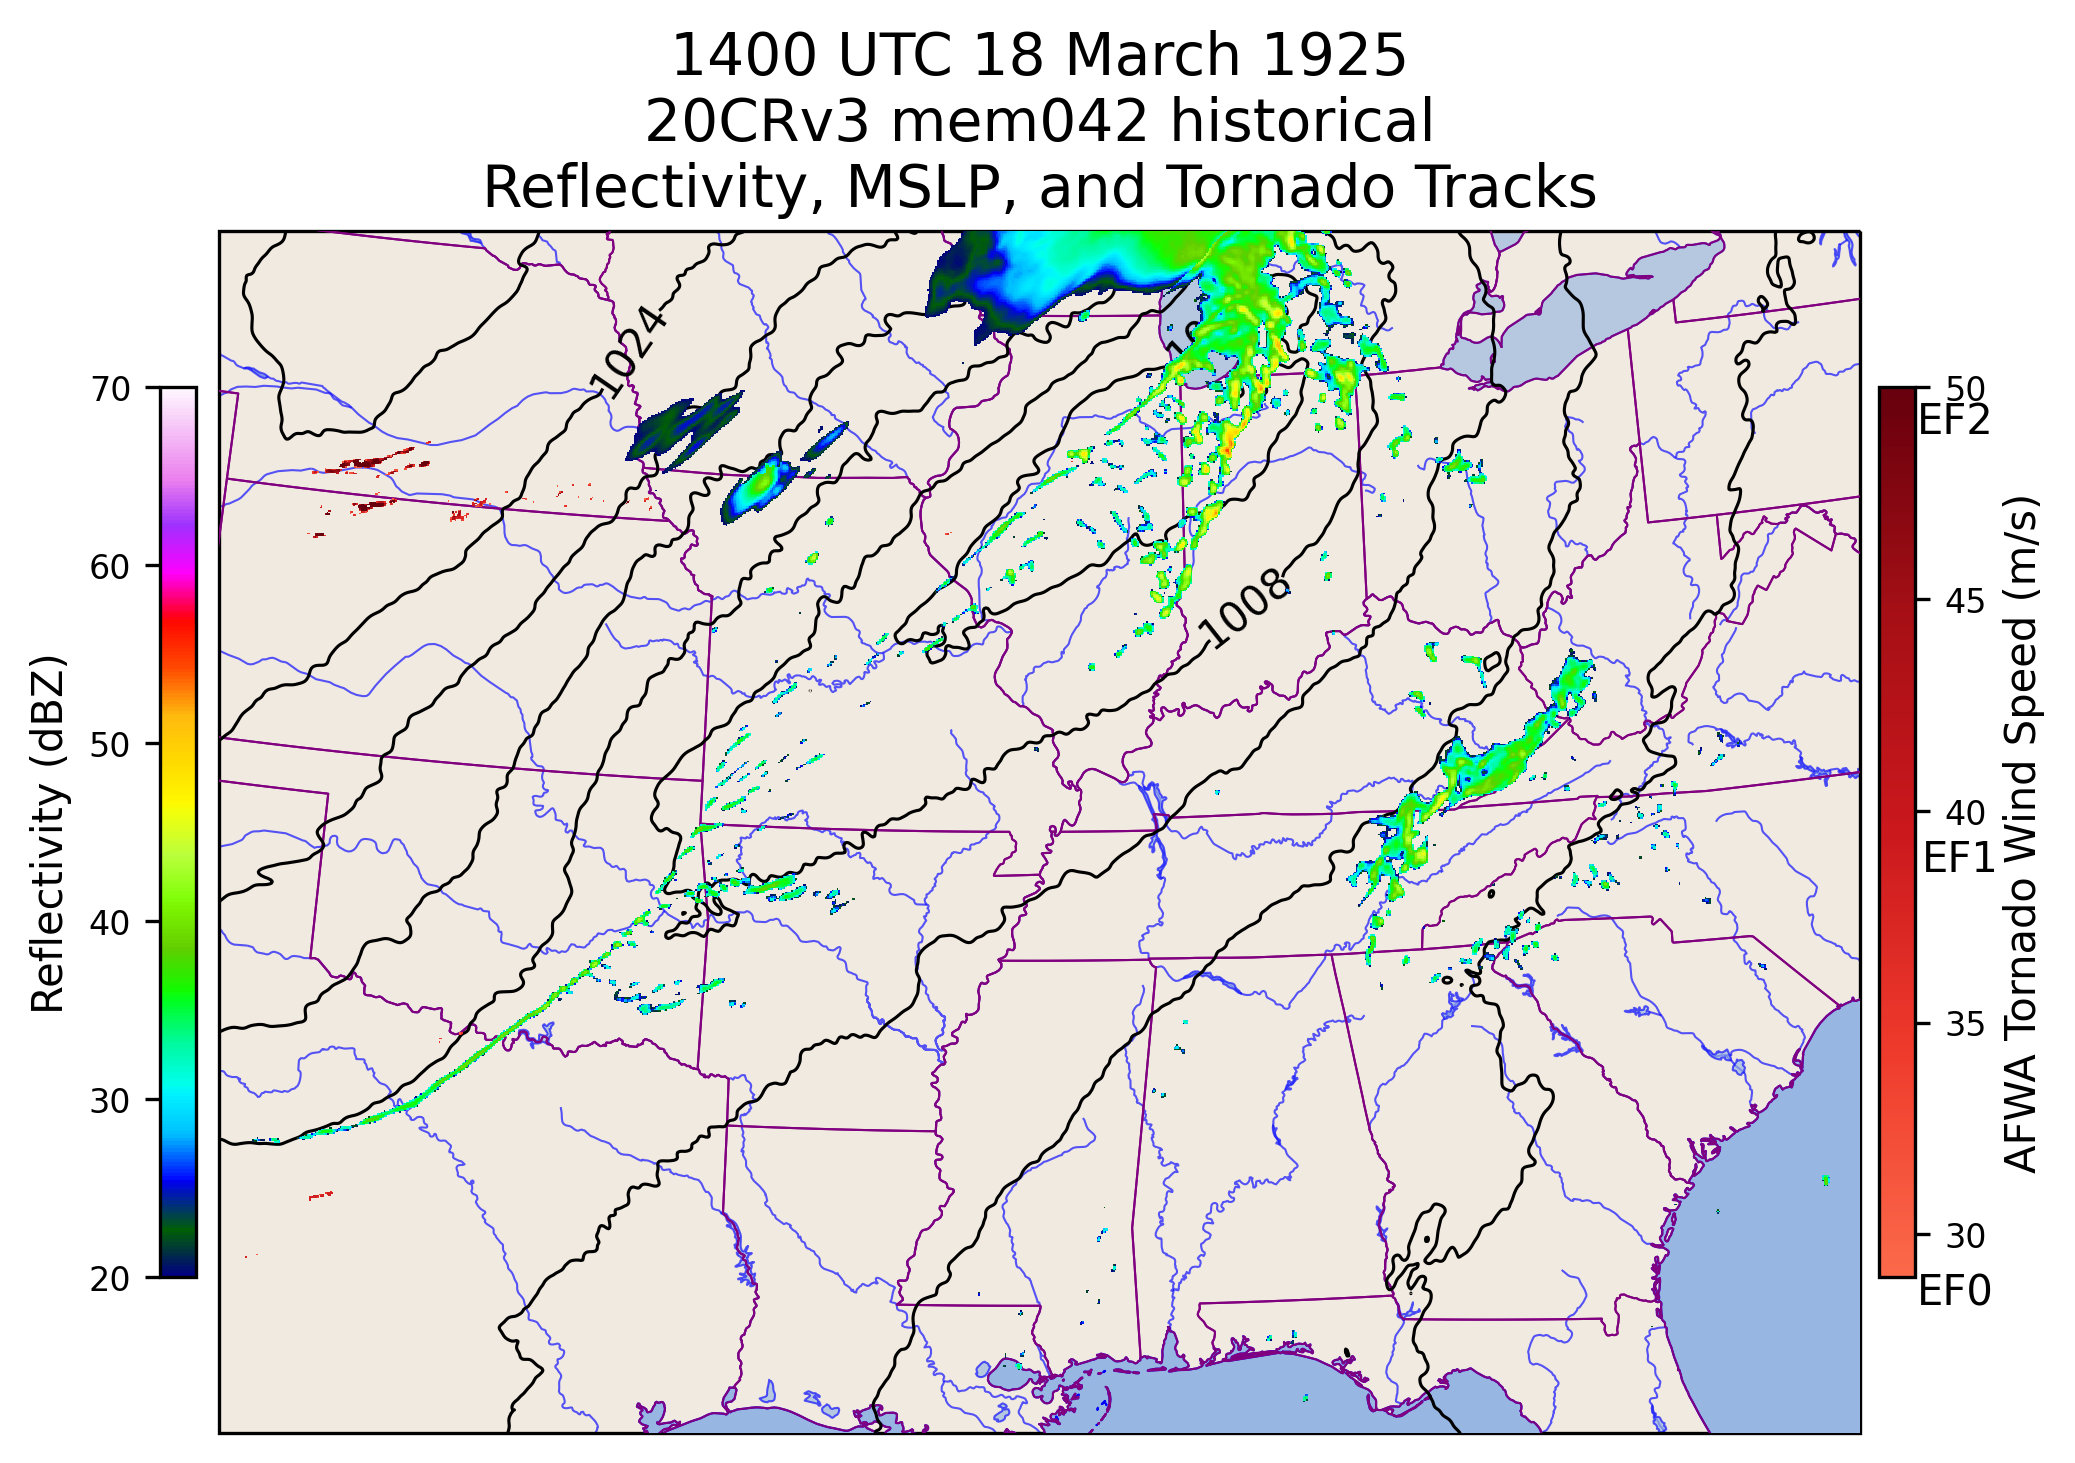 1400 UTC 18 March 1925
20CRv3 mem042 historical
Reflectivity, MSLP, and Tornado Tracks
Reflectivity (dBZ)
70
60
50
40
30
20
1024
1008
50
EF2
45
40
EF1
35
30
EF0
AFWA Tornado Wind Speed (m/s)